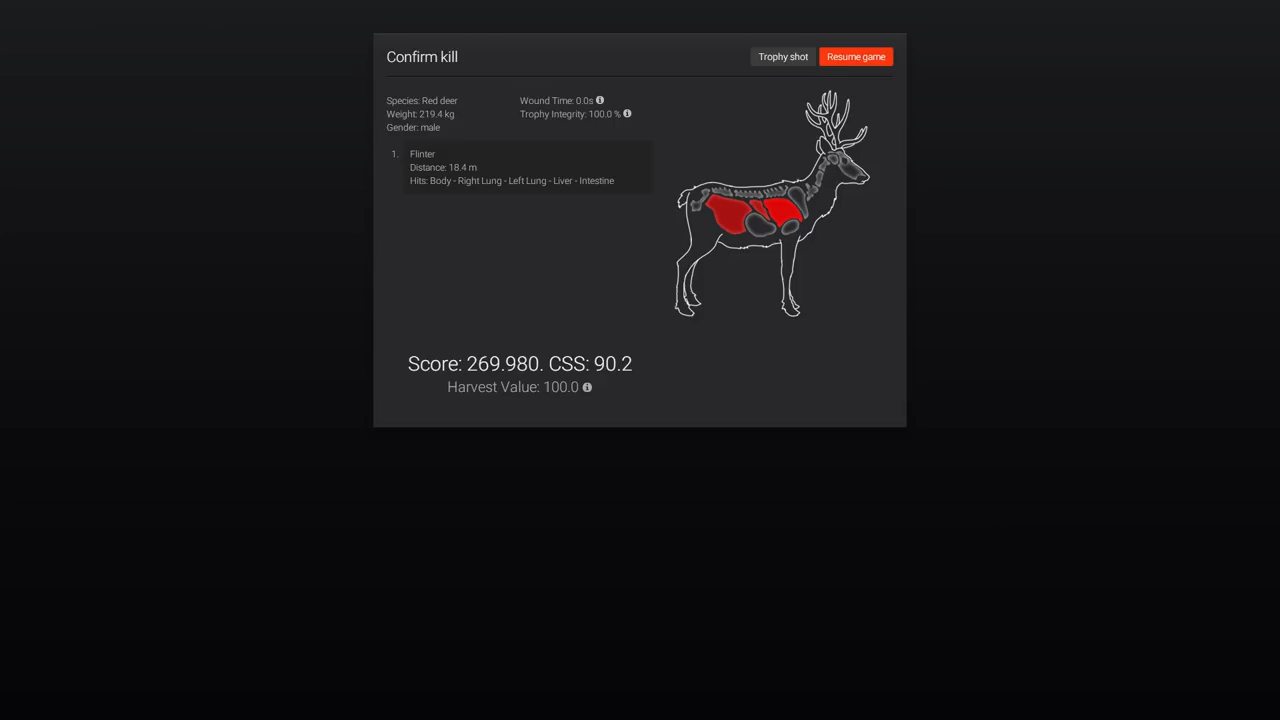 Confirm kill
Trophy shot
Resume game
Species: Red deer
Weight: 219.4 kg
Gender: male
Wound Time: 0.0s
Trophy Integrity: 100.0 %
1.
Flinter
Distance: 18.4 m
Hits: Body - Right Lung - Left Lung - Liver - Intestine
Score: 269.980. CSS: 90.2
Harvest Value: 100.0